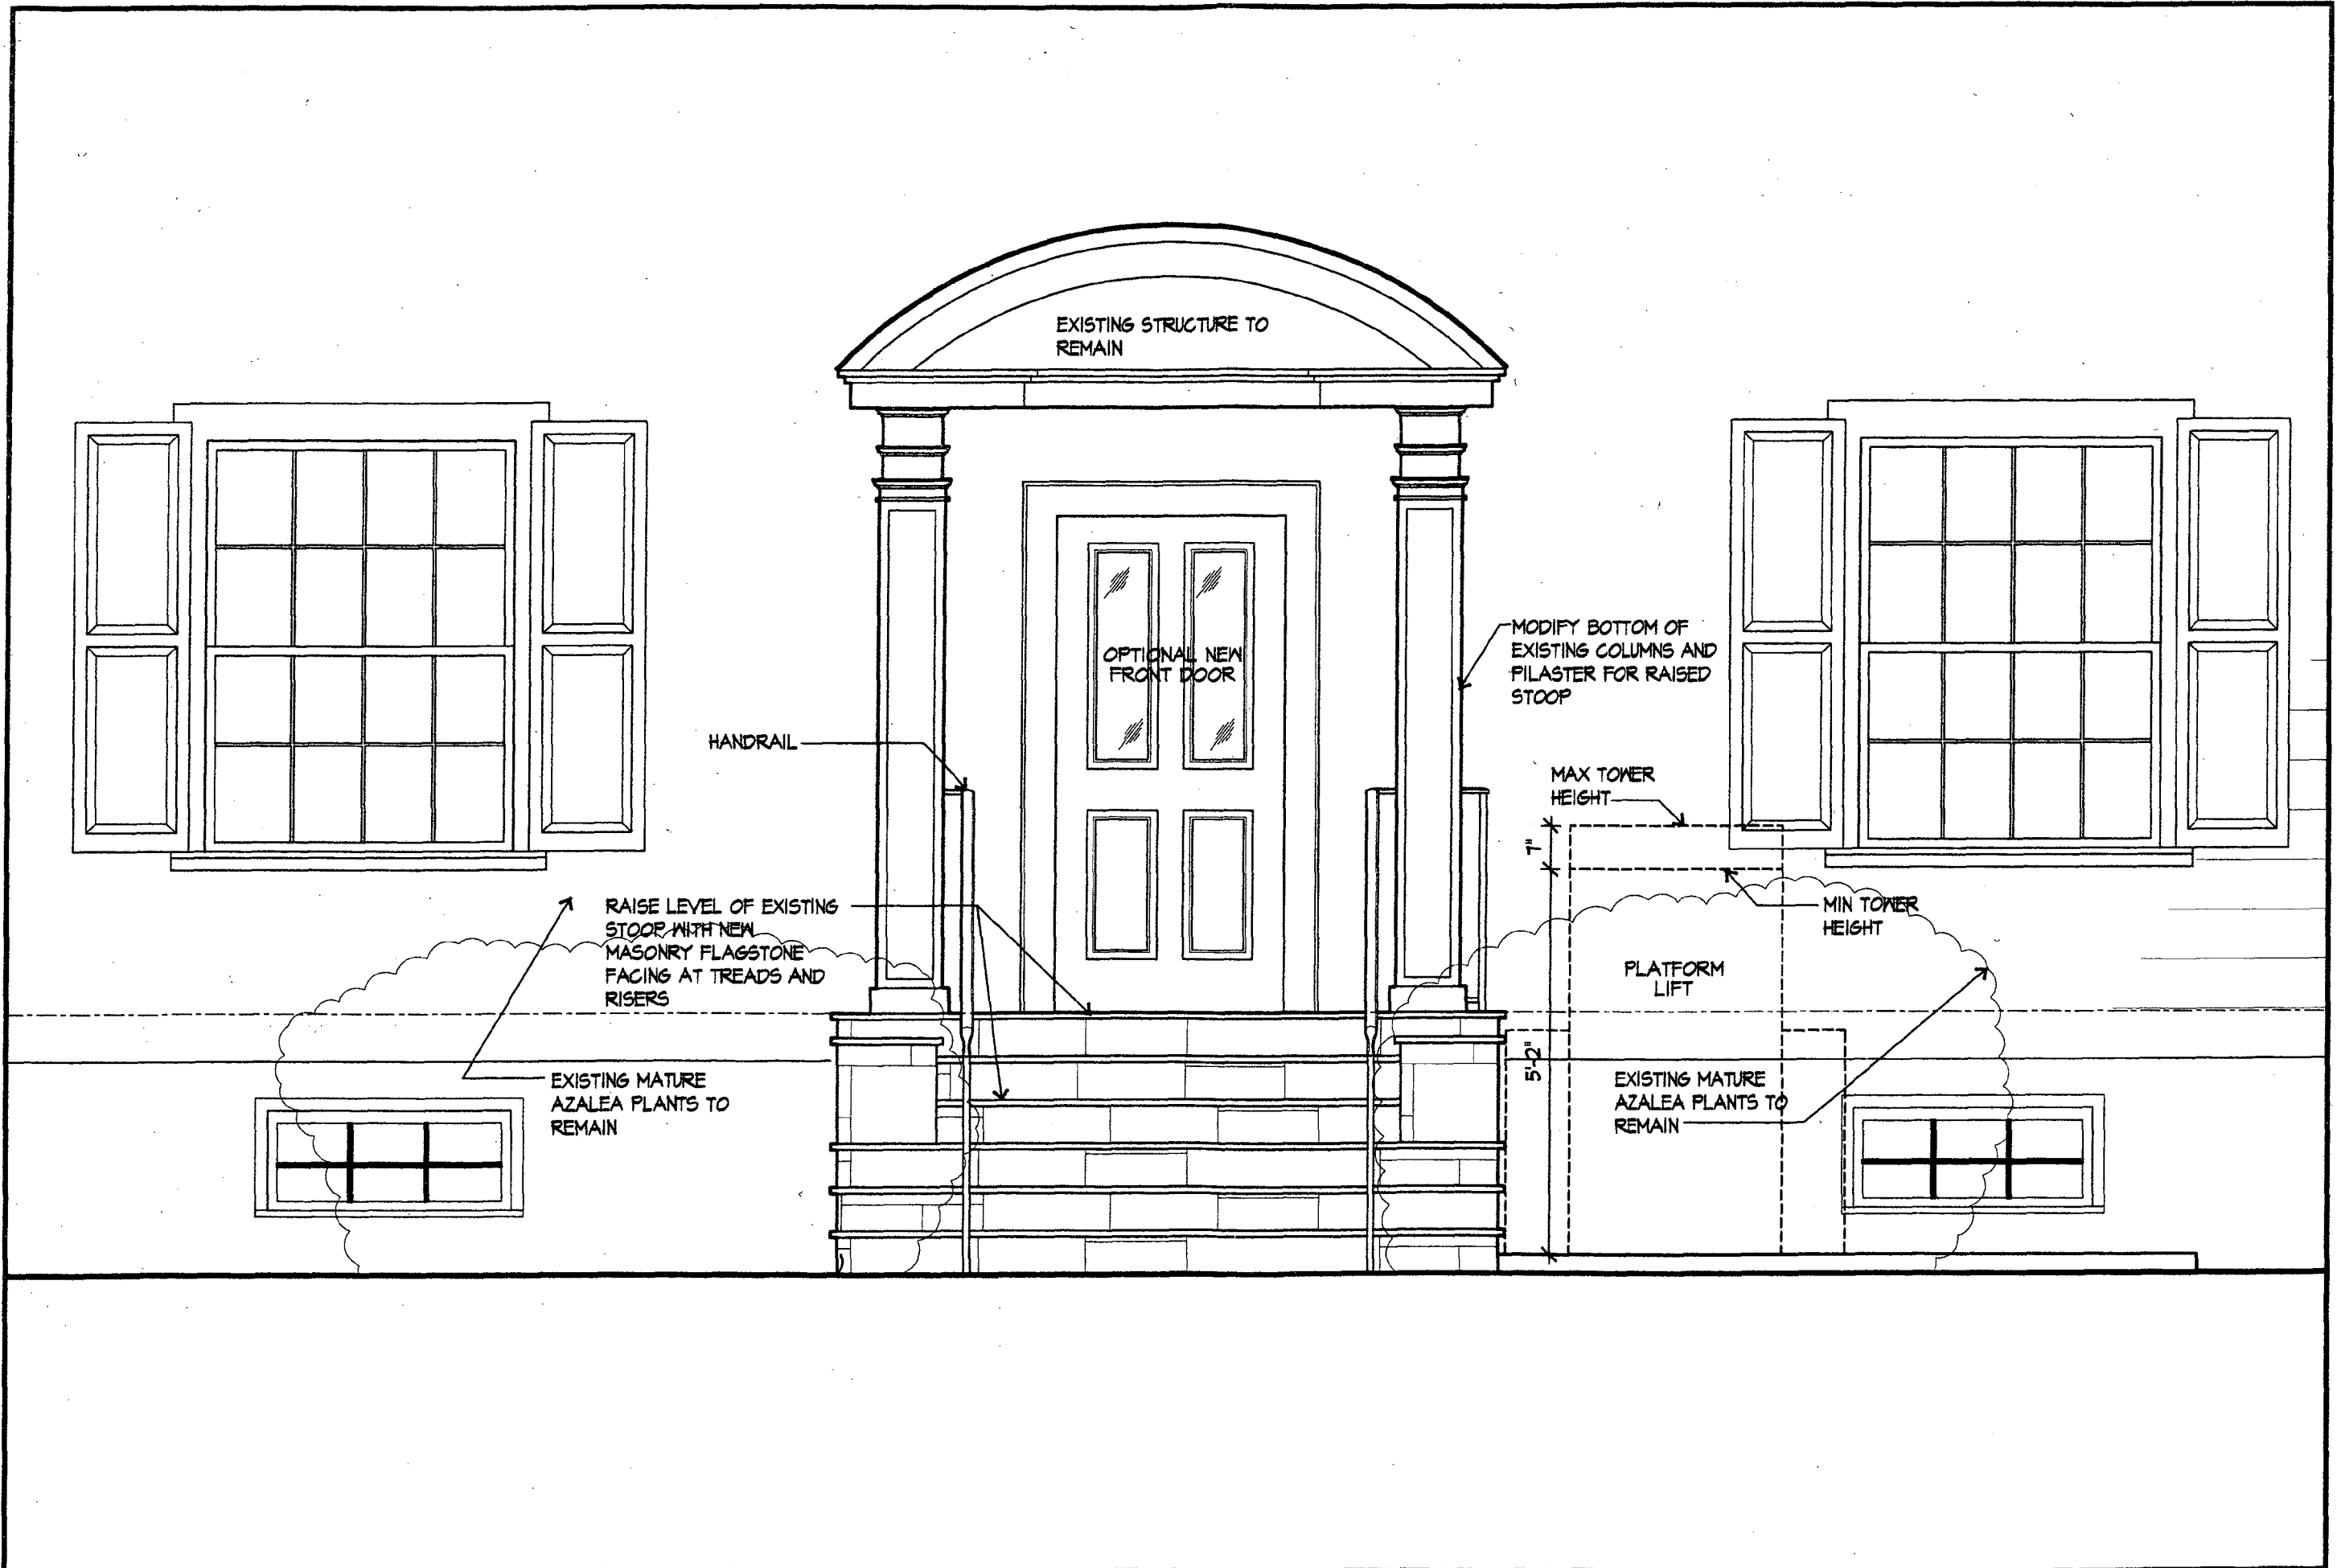 EXISTING STRUCTURE TO
REMAIN
OPTIONAL NEW
FRONT DOOR
MODIFY BOTTOM OF
EXISTING COLUMNS AND
PILASTER FOR RAISED
STOOP
HANDRAIL
MAX TOWER
HEIGHT
7"
RAISE LEVEL OF EXISTING
STOOP WITH NEW
MASONRY FLAGSTONE
FACING AT TREADS AND
RISERS
MIN TOWER
HEIGHT
PLATFORM
LIFT
5'-2"
EXISTING MATURE
AZALEA PLANTS TO
REMAIN
EXISTING MATURE
AZALEA PLANTS TO
REMAIN